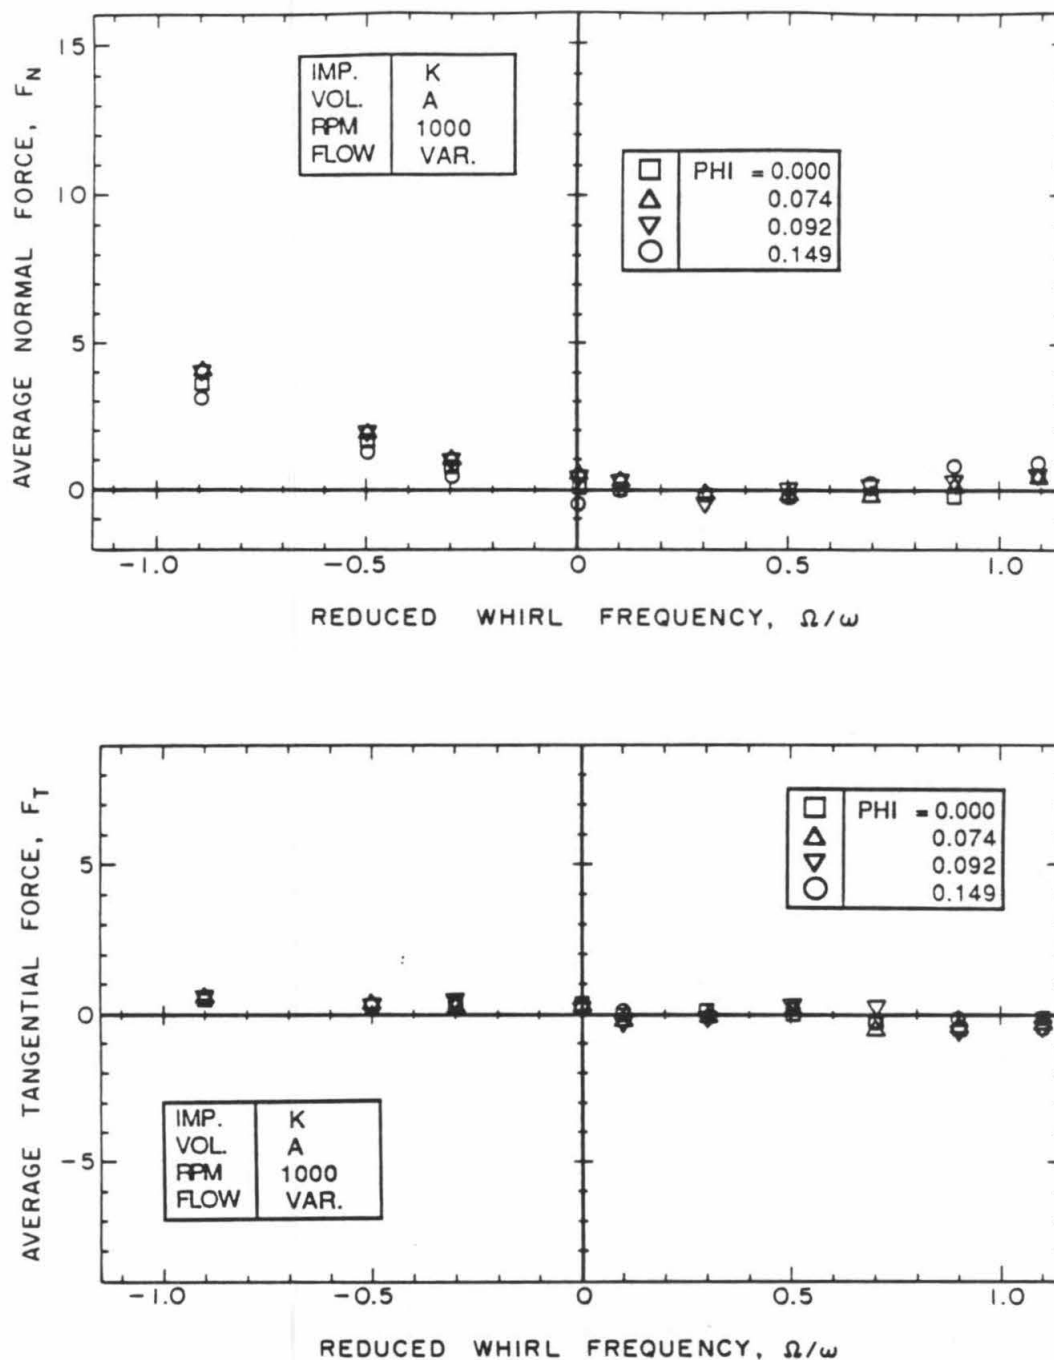 AVERAGE NORMAL FORCE, F_N
15
10
5
0
IMP. K
VOL. A
RPM 1000
FLOW VAR.
PHI = 0.000
0.074
0.092
0.149
-1.0 -0.5 0 0.5 1.0
REDUCED WHIRL FREQUENCY, Ω/ω
AVERAGE TANGENTIAL FORCE, F_T
5
0
-5
PHI = 0.000
0.074
0.092
0.149
IMP. K
VOL. A
RPM 1000
FLOW VAR.
-1.0 -0.5 0 0.5 1.0
REDUCED WHIRL FREQUENCY, Ω/ω